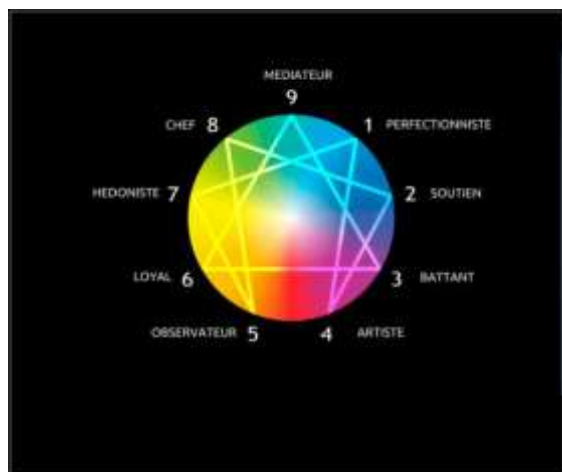 MEDIATEUR
9
CHEF 8
1 PERFECTIONNISTE
HEDONISTE 7
2 SOUTIEN
LOYAL 6
3 BATTANT
OBSERVATEUR 5
4 ARTISTE